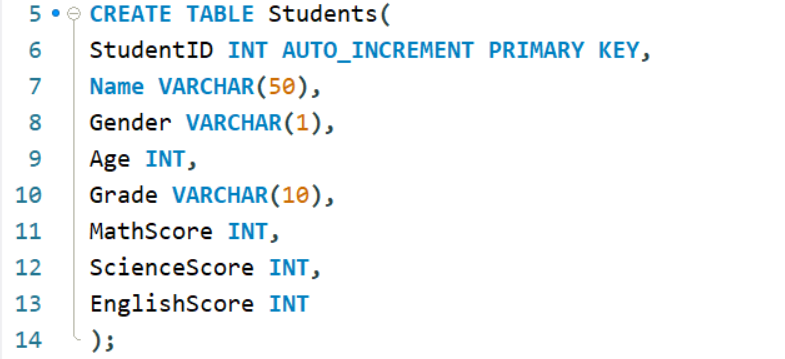 5 CREATE TABLE Students(
6 StudentID INT AUTO_INCREMENT PRIMARY KEY,
7 Name VARCHAR(50),
8 Gender VARCHAR(1),
9 Age INT,
10 Grade VARCHAR(10),
11 MathScore INT,
12 ScienceScore INT,
13 EnglishScore INT
14 );